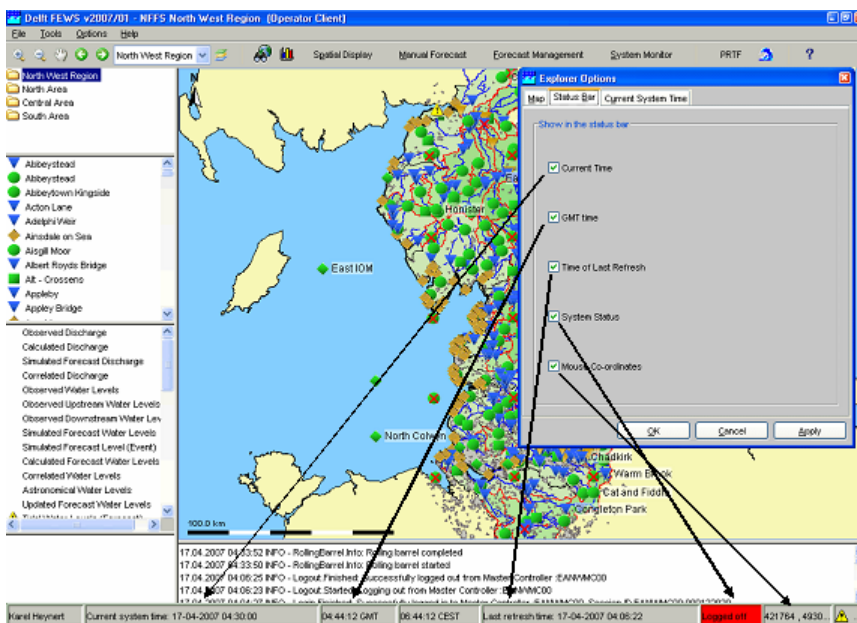 Delft FEWS v2007/01 - NFFS North West Region (Operator Client)
File Tools Options Help
North West Region Spatial Display Manual Forecast Forecast Management System Monitor PRTF ?
North West Region
North Area
Central Area
South Area
Abbeystead
Abbeystead
Abbeytown Kingside
Acton Lane
Adelphi Weir
Ainsdale on Sea
Aisgill Moor
Albert Royds Bridge
Alt - Crossens
Appleby
Appley Bridge
Observed Discharge
Calculated Discharge
Simulated Forecast Discharge
Correlated Discharge
Observed Water Levels
Observed Upstream Water Levels
Observed Downstream Water Lev
Simulated Forecast Water Levels
Simulated Forecast Level (Event)
Calculated Forecast Water Levels
Correlated Water Levels
Astronomical Water Levels
Updated Forecast Water Levels
N
Honister
East IOM
North Colwyn
Chadkirk
Warm Brook
Cat and Fiddle
Congleton Park
100.0 km
Explorer Options
Map Status Bar Current System Time
Show in the status bar
Current Time
GMT time
Time of Last Refresh
System Status
Mouse Co-ordinates
OK Cancel Apply
17.04.2007 04:33:52 INFO - RollingBarrel.Info: Rolling barrel completed
17.04.2007 04:33:50 INFO - RollingBarrel.Info: Rolling barrel started
17.04.2007 04:06:25 INFO - Logout.Finished: Successfully logged out from Master Controller :EANWMC00
17.04.2007 04:06:23 INFO - Logout.Started: Logging out from Master Controller :EANWMC00
Karel Heynert Current system time: 17-04-2007 04:30:00 04:44:12 GMT 06:44:12 CEST Last refresh time: 17-04-2007 04:06:22 Logged off 421764 , 4930...